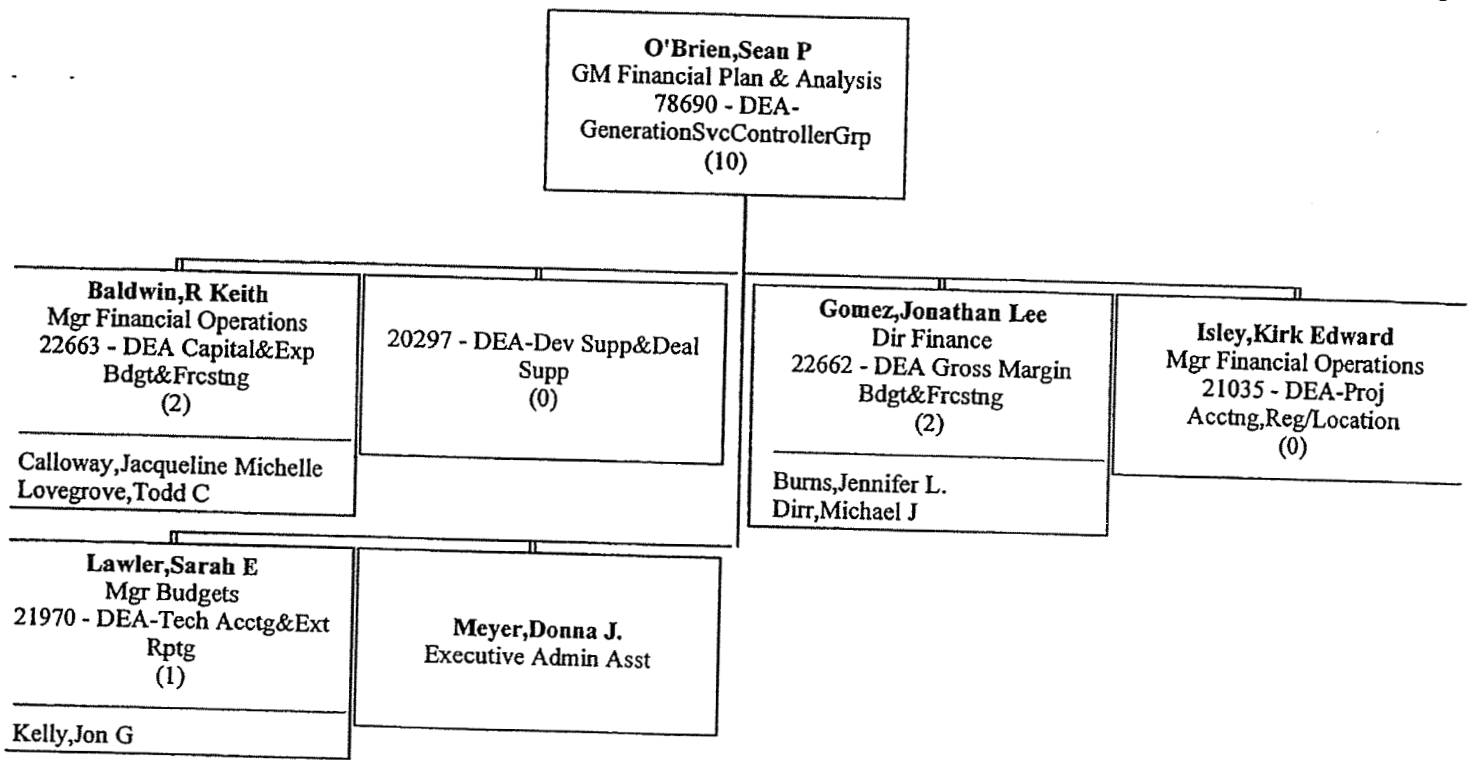 O'Brien,Sean P
GM Financial Plan & Analysis
78690 - DEA-
GenerationSvcControllerGrp
(10)
Baldwin,R Keith
Mgr Financial Operations
22663 - DEA Capital&Exp
Bdgt&Frcstng
(2)
Calloway,Jacqueline Michelle
Lovegrove,Todd C
20297 - DEA-Dev Supp&Deal
Supp
(0)
Gomez,Jonathan Lee
Dir Finance
22662 - DEA Gross Margin
Bdgt&Frcstng
(2)
Burns,Jennifer L.
Dirr,Michael J
Isley,Kirk Edward
Mgr Financial Operations
21035 - DEA-Proj
Acctng,Reg/Location
(0)
Lawler,Sarah E
Mgr Budgets
21970 - DEA-Tech Acctg&Ext
Rptg
(1)
Kelly,Jon G
Meyer,Donna J.
Executive Admin Asst